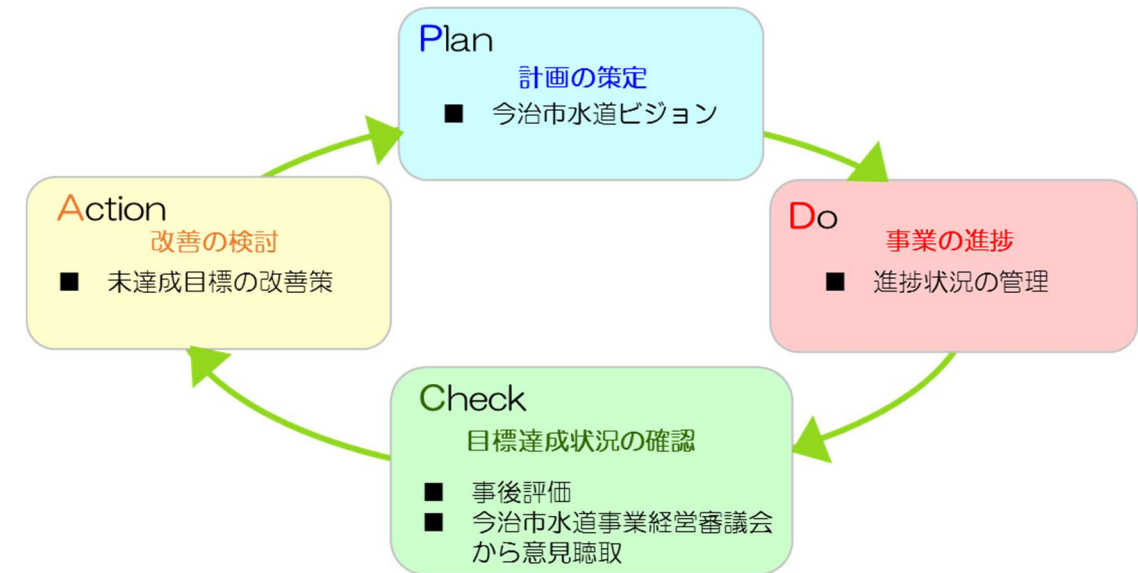 Plan
計画の策定
■ 今治市水道ビジョン
Do
事業の進捗
■ 進捗状況の管理
Check
目標達成状況の確認
■ 事後評価
■ 今治市水道事業経営審議会
から意見聴取
Action
改善の検討
■ 未達成目標の改善策